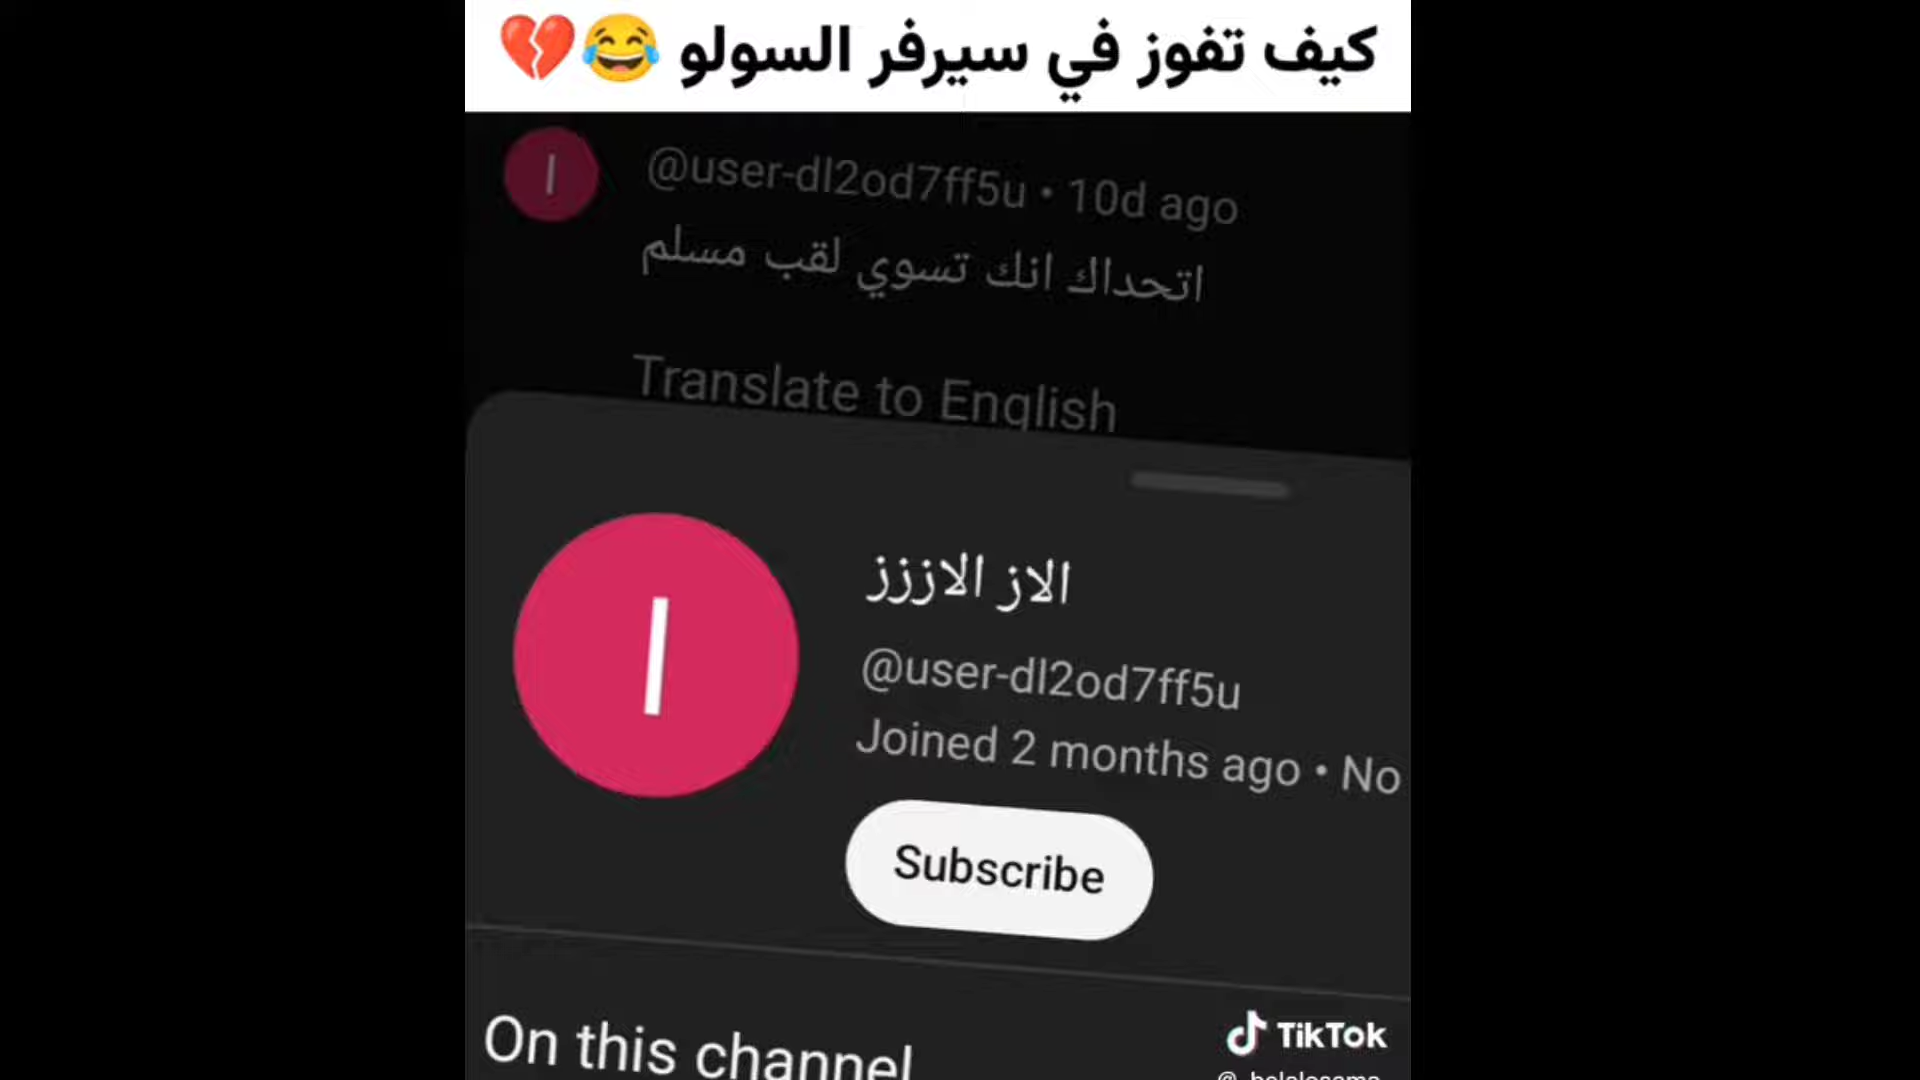 كيف تفوز في سيرفر السولو 😂💔
ا
@user-dl2od7ff5u • 10d ago
اتحداك انك تسوي لقب مسلم
Translate to English
ا
الاز الازززز
@user-dl2od7ff5u
Joined 2 months ago • No
Subscribe
On this channel
TikTok